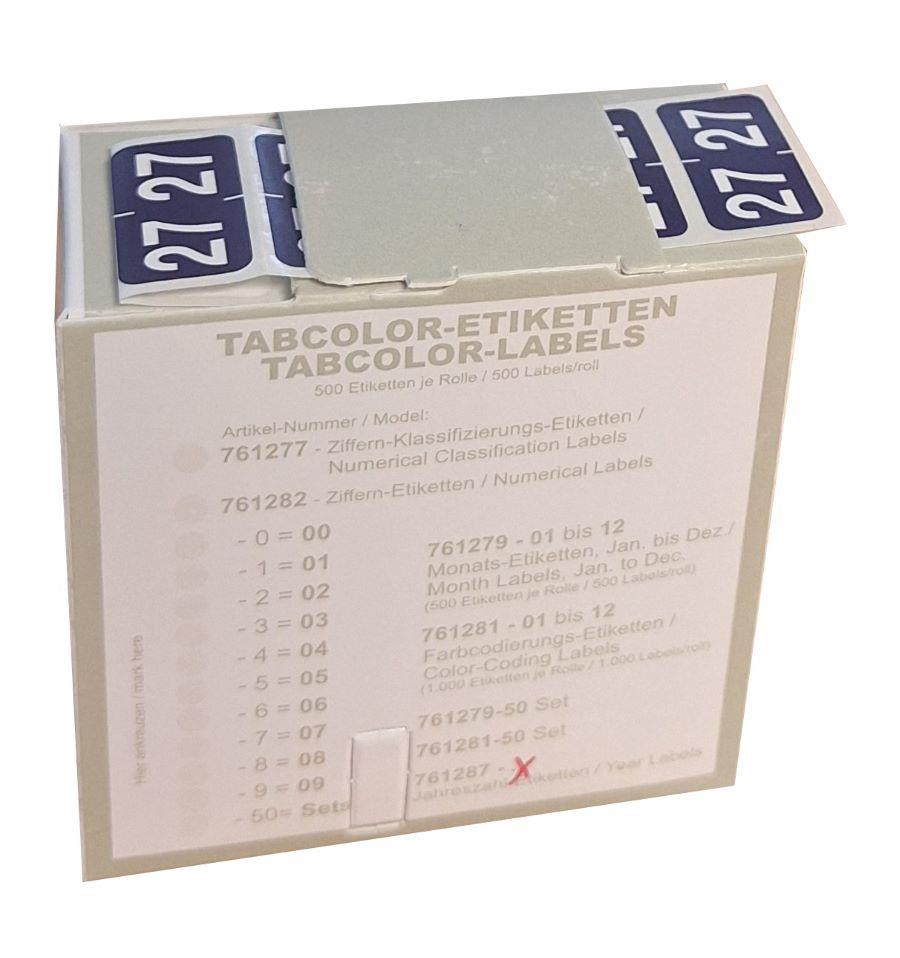 27 27
27 27
TABCOLOR-ETIKETTEN
TABCOLOR-LABELS
500 Etiketten je Rolle / 500 Labels/roll
Artikel-Nummer / Model:
761277 - Ziffern-Klassifizierungs-Etiketten /
Numerical Classification Labels
761282 - Ziffern-Etiketten / Numerical Labels
- 0 = 00
- 1 = 01
- 2 = 02
- 3 = 03
- 4 = 04
- 5 = 05
- 6 = 06
- 7 = 07
- 8 = 08
- 9 = 09
- 50= Sets
761279 - 01 bis 12
Monats-Etiketten, Jan. bis Dez./
Month Labels, Jan. to Dec.
(500 Etiketten je Rolle / 500 Labels/roll)
761281 - 01 bis 12
Farbcodierungs-Etiketten /
Color-Coding Labels
(1.000 Etiketten je Rolle / 1.000 Labels/roll)
761279-50 Set
761281-50 Set
761287 - X
Jahreszahl-Etiketten / Year Labels
Hier ankreuzen / mark here